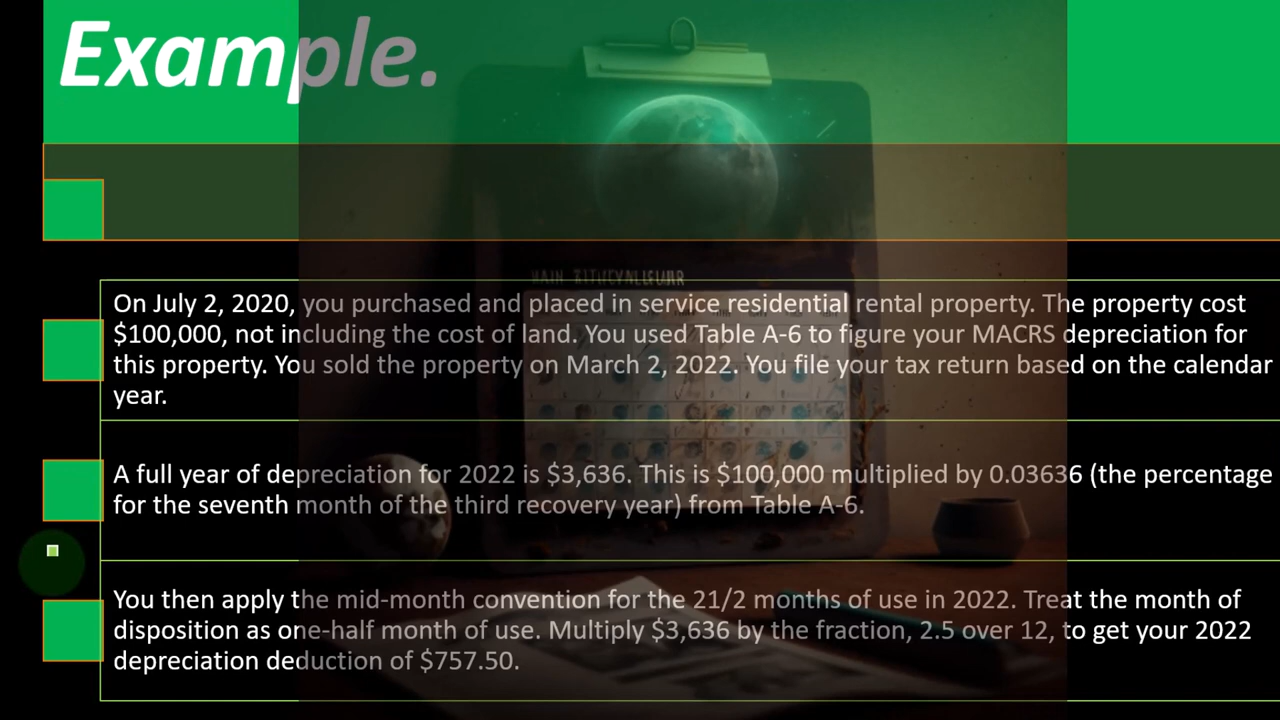 Example.
On July 2, 2020, you purchased and placed in service residential rental property. The property cost
$100,000, not including the cost of land. You used Table A-6 to figure your MACRS depreciation for
this property. You sold the property on March 2, 2022. You file your tax return based on the calendar
year.
A full year of depreciation for 2022 is $3,636. This is $100,000 multiplied by 0.03636 (the percentage
for the seventh month of the third recovery year) from Table A-6.
You then apply the mid-month convention for the 21/2 months of use in 2022. Treat the month of
disposition as one-half month of use. Multiply $3,636 by the fraction, 2.5 over 12, to get your 2022
depreciation deduction of $757.50.